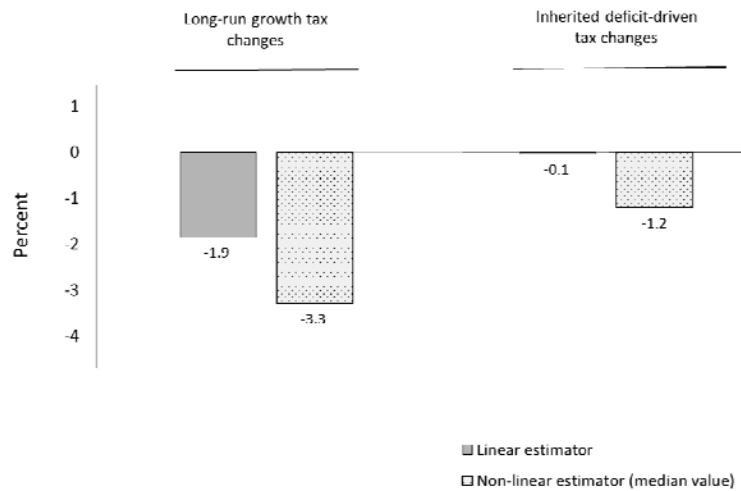 Long-run growth tax
changes
Inherited deficit-driven
tax changes
1
0
-1
-2
-3
-4
Percent
-1.9
-3.3
-0.1
-1.2
Linear estimator
Non-linear estimator (median value)